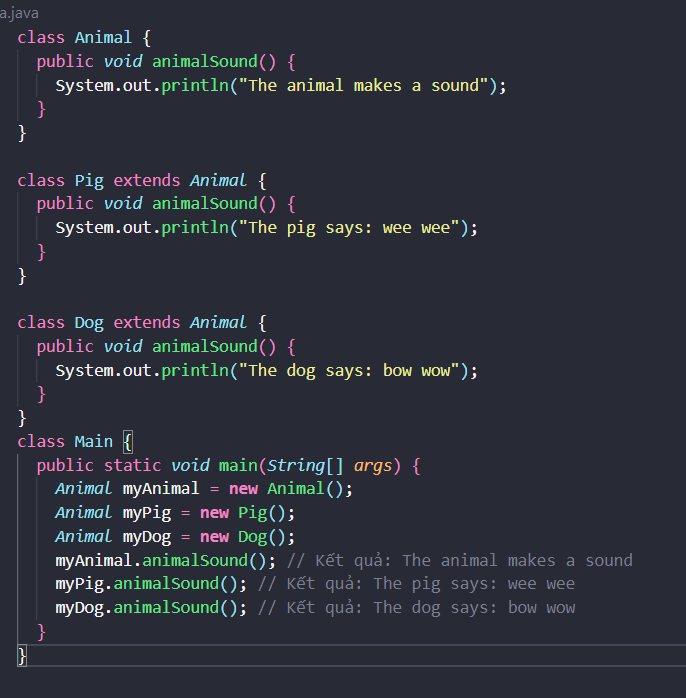 a.java
class Animal {
  public void animalSound() {
    System.out.println("The animal makes a sound");
  }
}

class Pig extends Animal {
  public void animalSound() {
    System.out.println("The pig says: wee wee");
  }
}

class Dog extends Animal {
  public void animalSound() {
    System.out.println("The dog says: bow wow");
  }
}
class Main {
  public static void main(String[] args) {
    Animal myAnimal = new Animal();
    Animal myPig = new Pig();
    Animal myDog = new Dog();
    myAnimal.animalSound(); // Kết quả: The animal makes a sound
    myPig.animalSound(); // Kết quả: The pig says: wee wee
    myDog.animalSound(); // Kết quả: The dog says: bow wow
  }
}